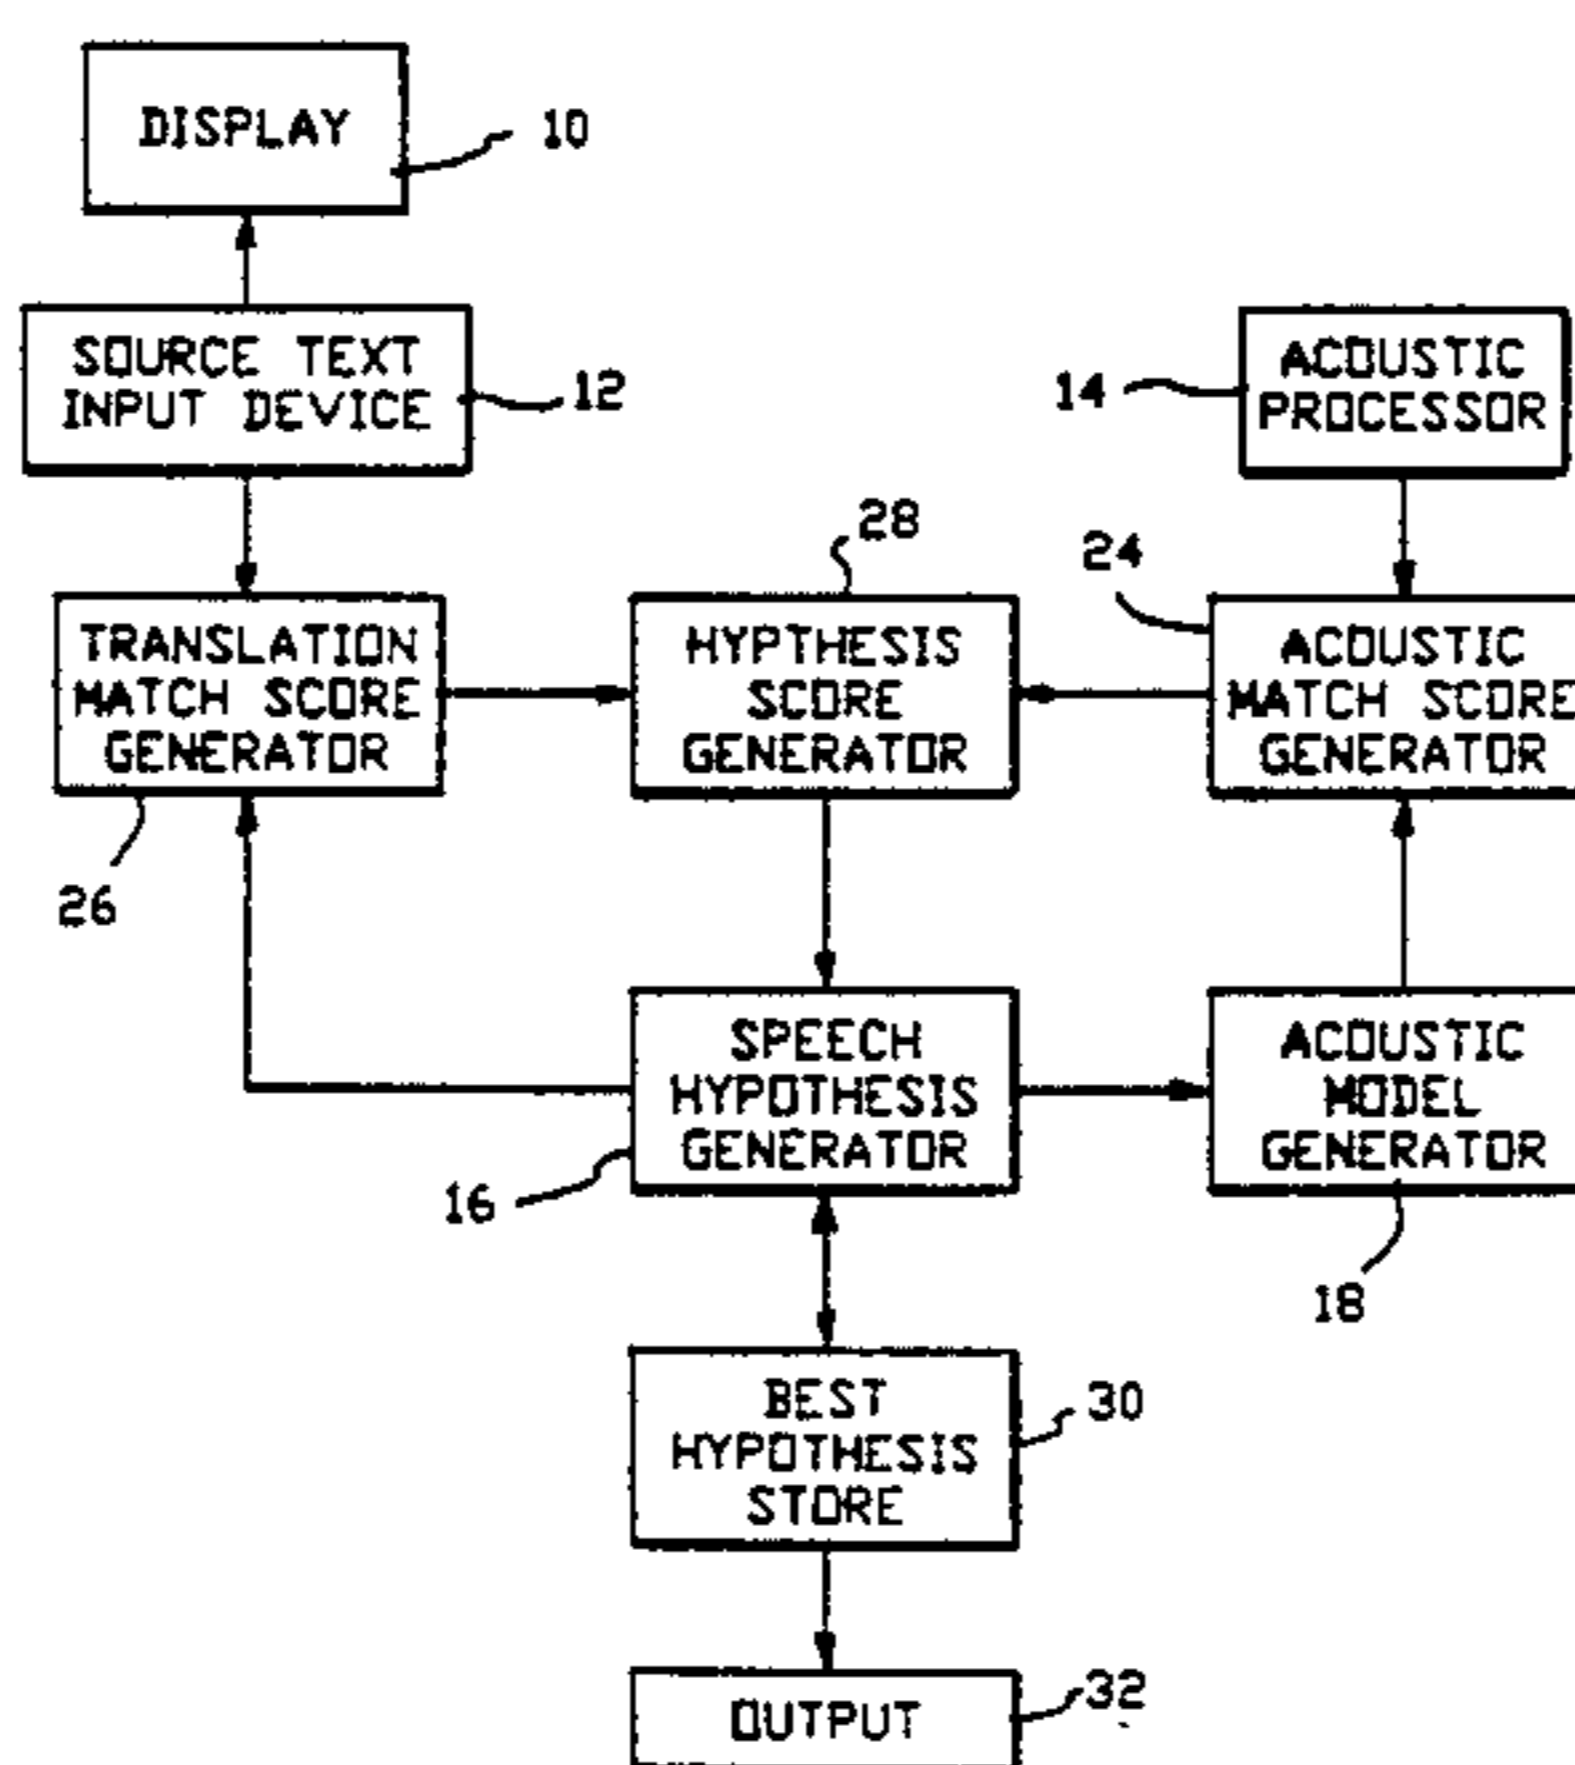 DISPLAY
10
SOURCE TEXT
INPUT DEVICE
12
ACOUSTIC
PROCESSOR
14
TRANSLATION
MATCH SCORE
GENERATOR
26
HYPTHESIS
SCORE
GENERATOR
28
ACOUSTIC
MATCH SCORE
GENERATOR
24
SPEECH
HYPOTHESIS
GENERATOR
16
ACOUSTIC
MODEL
GENERATOR
18
BEST
HYPOTHESIS
STORE
30
OUTPUT
32